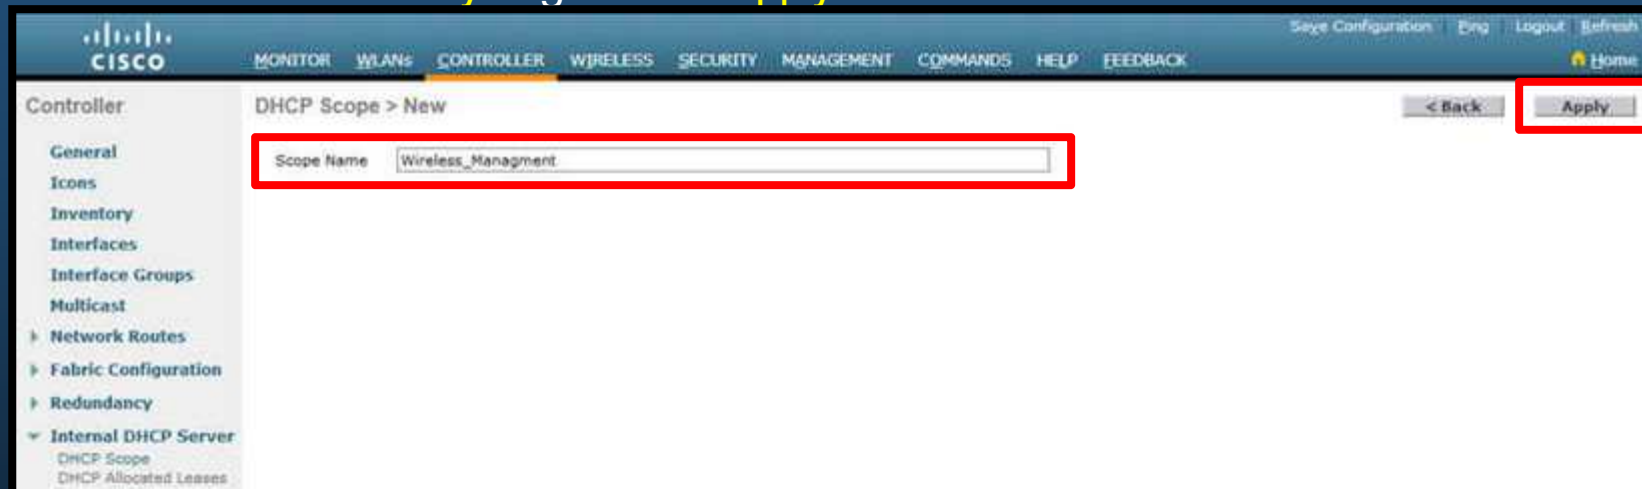 Save Configuration Ping Logout Refresh
CISCO MONITOR WLANs CONTROLLER WIRELESS SECURITY MANAGEMENT COMMANDS HELP FEEDBACK Home
Controller DHCP Scope > New < Back Apply
General
Scope Name Wireless_Managment
Icons
Inventory
Interfaces
Interface Groups
Multicast
Network Routes
Fabric Configuration
Redundancy
Internal DHCP Server
DHCP Scope
DHCP Allocated Leases